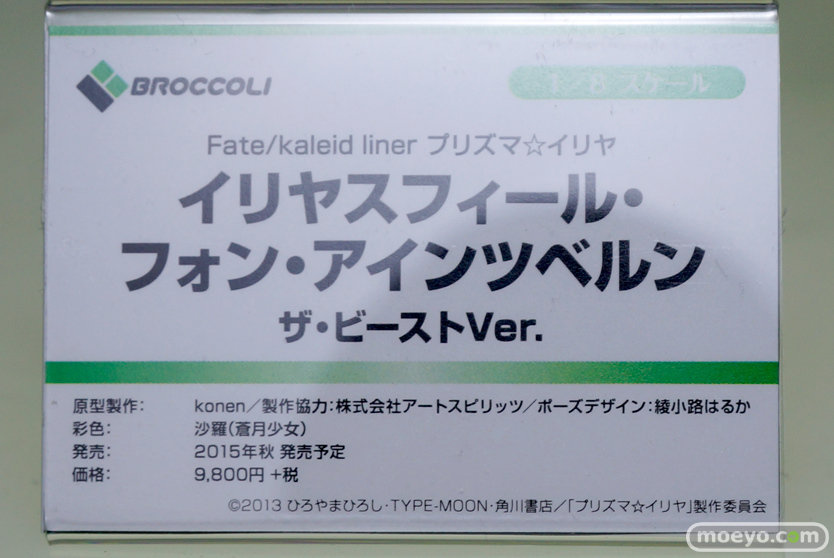 BROCCOLI
1/8 スケール
Fate/kaleid liner プリズマ☆イリヤ
イリヤスフィール・
フォン・アインツベルン
ザ・ビーストVer.
原型製作: konen/製作協力:株式会社アートスピリッツ/ポーズデザイン:綾小路はるか
彩色: 沙羅(蒼月少女)
発売: 2015年秋 発売予定
価格: 9,800円 +税
©2013 ひろやまひろし・TYPE-MOON・角川書店/「プリズマ☆イリヤ」製作委員会
moeyo.com